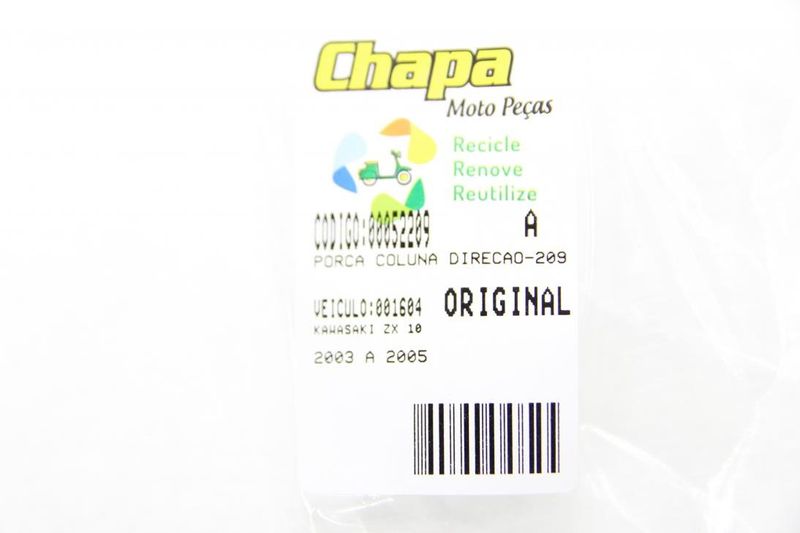 Chapa
Moto Peças
Recicle
Renove
Reutilize
CODIGO:00052209 A
PORCA COLUNA DIRECAO-209
VEICULO:001604 ORIGINAL
KAWASAKI ZX 10
2003 A 2005